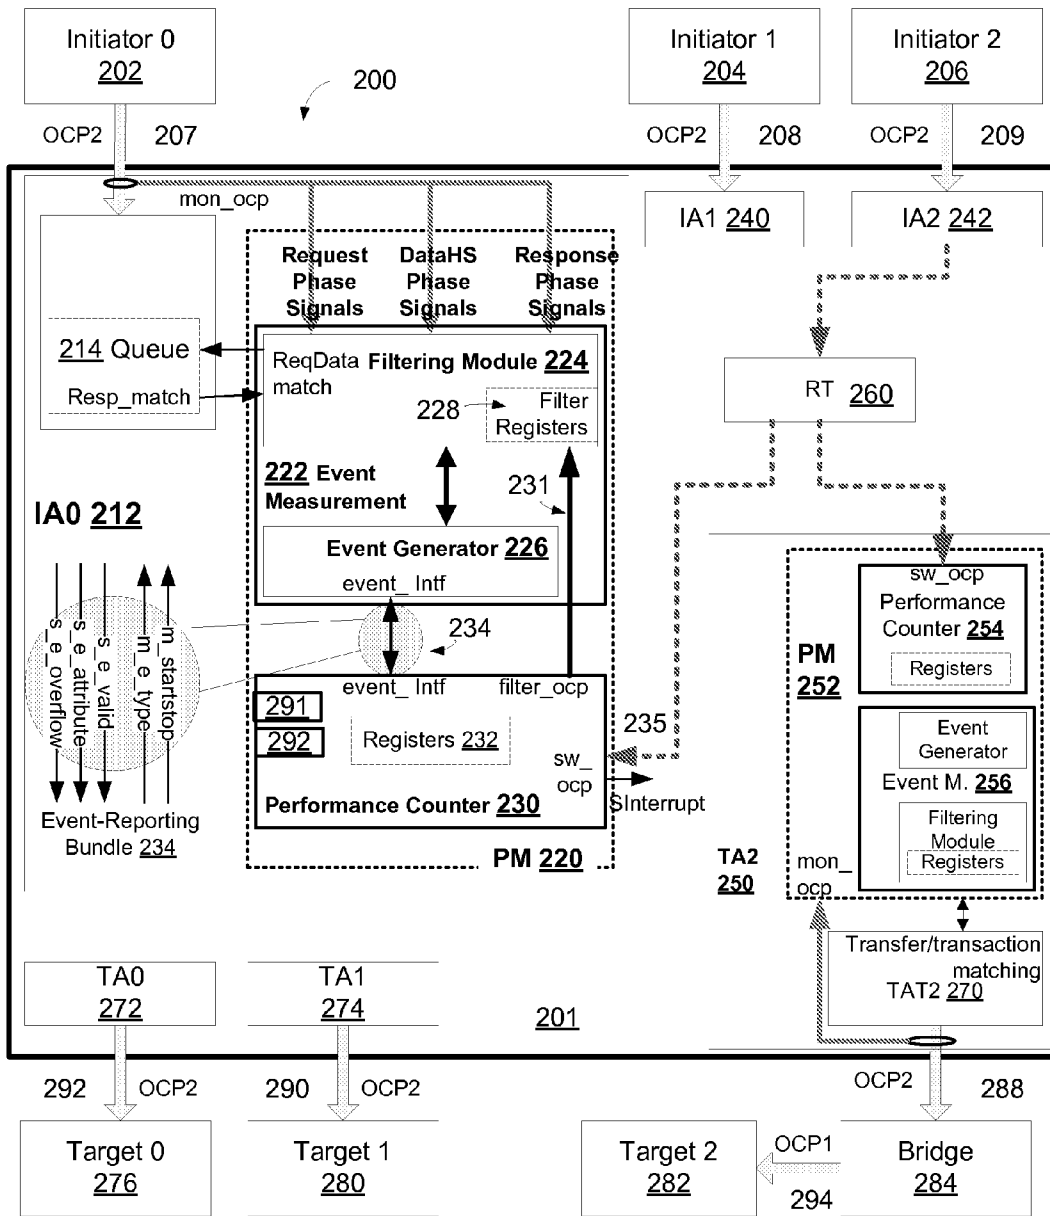 Initiator 0
202
Initiator 1
204
Initiator 2
206
200
OCP2
207
OCP2
208
OCP2
209
mon_ocp
IA1 240
IA2 242
Request
Phase
Signals
DataHS
Phase
Signals
Response
Phase
Signals
214 Queue
Resp_match
ReqData
match
Filtering Module 224
228
Filter
Registers
RT 260
222 Event
Measurement
231
IA0 212
Event Generator 226
event_ Intf
234
s_e_overflow
s_e_attribute
s_e_valid
m_e_type
m_startstop
Event-Reporting
Bundle 234
event_ Intf
filter_ocp
291
292
Registers 232
sw_
ocp
235
SInterrupt
Performance Counter 230
PM 220
sw_ocp
Performance
Counter 254
Registers
PM
252
Event
Generator
Event M. 256
Filtering
Module
Registers
TA2
250
mon_
ocp
Transfer/transaction
matching
TAT2 270
TA0
272
TA1
274
201
292
OCP2
290
OCP2
OCP2
288
Target 0
276
Target 1
280
Target 2
282
OCP1
294
Bridge
284